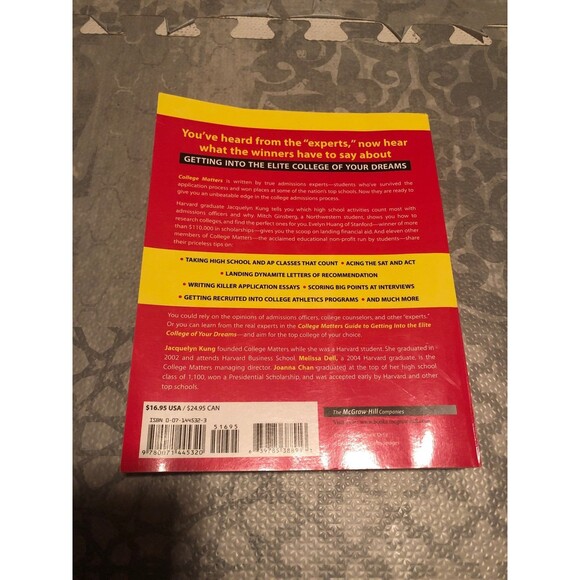 You've heard from the "experts," now hear
what the winners have to say about
GETTING INTO THE ELITE COLLEGE OF YOUR DREAMS
College Matters is written by true admissions experts—students who've survived the
application process and won places at some of the nation's top schools. Now they are ready to
give you an unbeatable edge in the college admissions process.
Harvard graduate Jacquelyn Kung tells you which high school activities count most with
admissions officers and why. Mitch Ginsberg, a Northwestern student, shows you how to
research colleges, and find the perfect ones for you. Evelyn Huang of Stanford—winner of more
than $110,000 in scholarships—gives you the scoop on landing financial aid. And eleven other
members of College Matters—the acclaimed educational non-profit run by students—share
their priceless tips on:
• TAKING HIGH SCHOOL AND AP CLASSES THAT COUNT • ACING THE SAT AND ACT
• LANDING DYNAMITE LETTERS OF RECOMMENDATION
• WRITING KILLER APPLICATION ESSAYS • SCORING BIG POINTS AT INTERVIEWS
• GETTING RECRUITED INTO COLLEGE ATHLETICS PROGRAMS • AND MUCH MORE
You could rely on the opinions of admissions officers, college counselors, and other "experts."
Or you can learn from the real experts in the College Matters Guide to Getting Into the Elite
College of Your Dreams—and aim for the top college of your choice.
Jacquelyn Kung founded College Matters while she was a Harvard student. She graduated in
2002 and attends Harvard Business School. Melissa Dell, a 2004 Harvard graduate, is
the College Matters managing director. Joanna Chan graduated at the top of her high school
class of 1,100, won a Presidential Scholarship, and was accepted early by Harvard and other
top schools.
$16.95 USA / $24.95 CAN
ISBN 0-07-144532-3
51695
9 780071 445320
The McGraw·Hill Companies